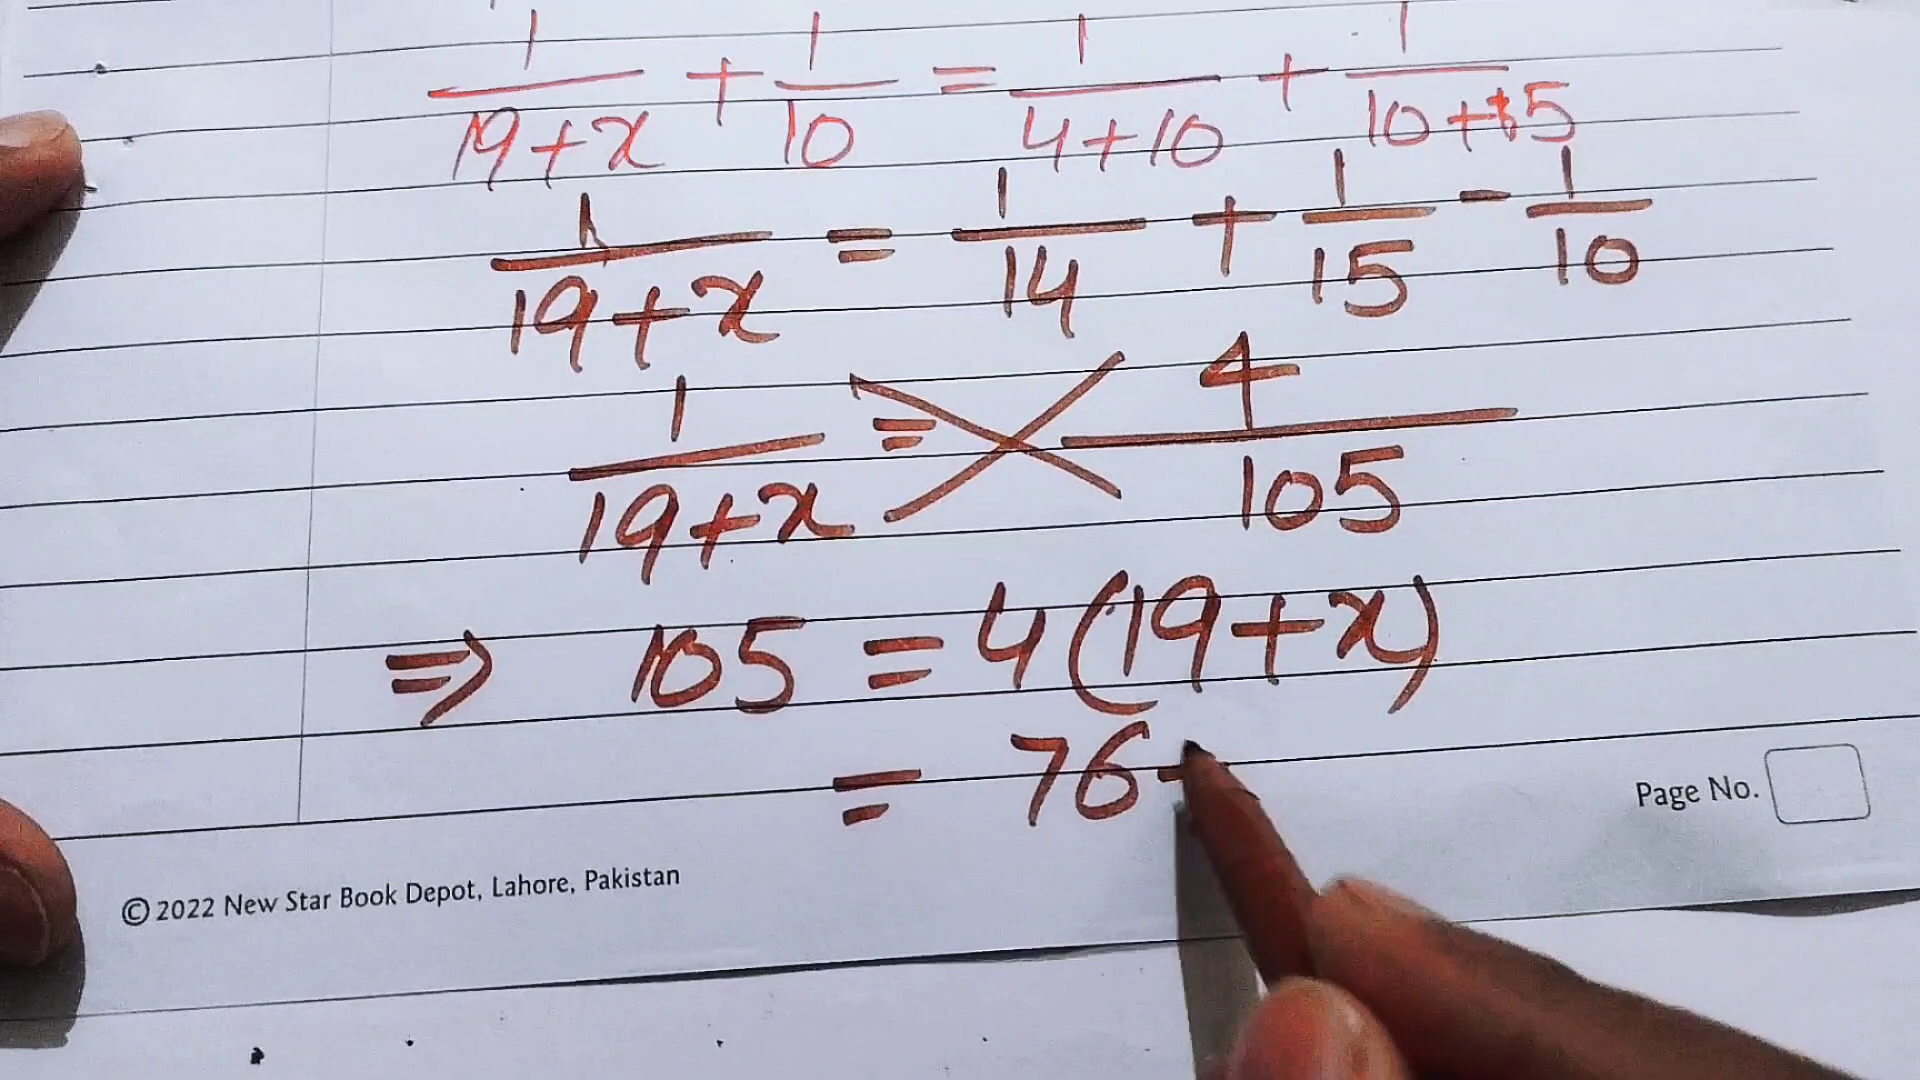 1/(19+x) + 1/10 = 1/(4+10) + 1/(10+5)
1/(19+x) = 1/14 + 1/15 - 1/10
1/(19+x) = 4/105
⇒ 105 = 4(19+x)
= 76+
Page No.
© 2022 New Star Book Depot, Lahore, Pakistan